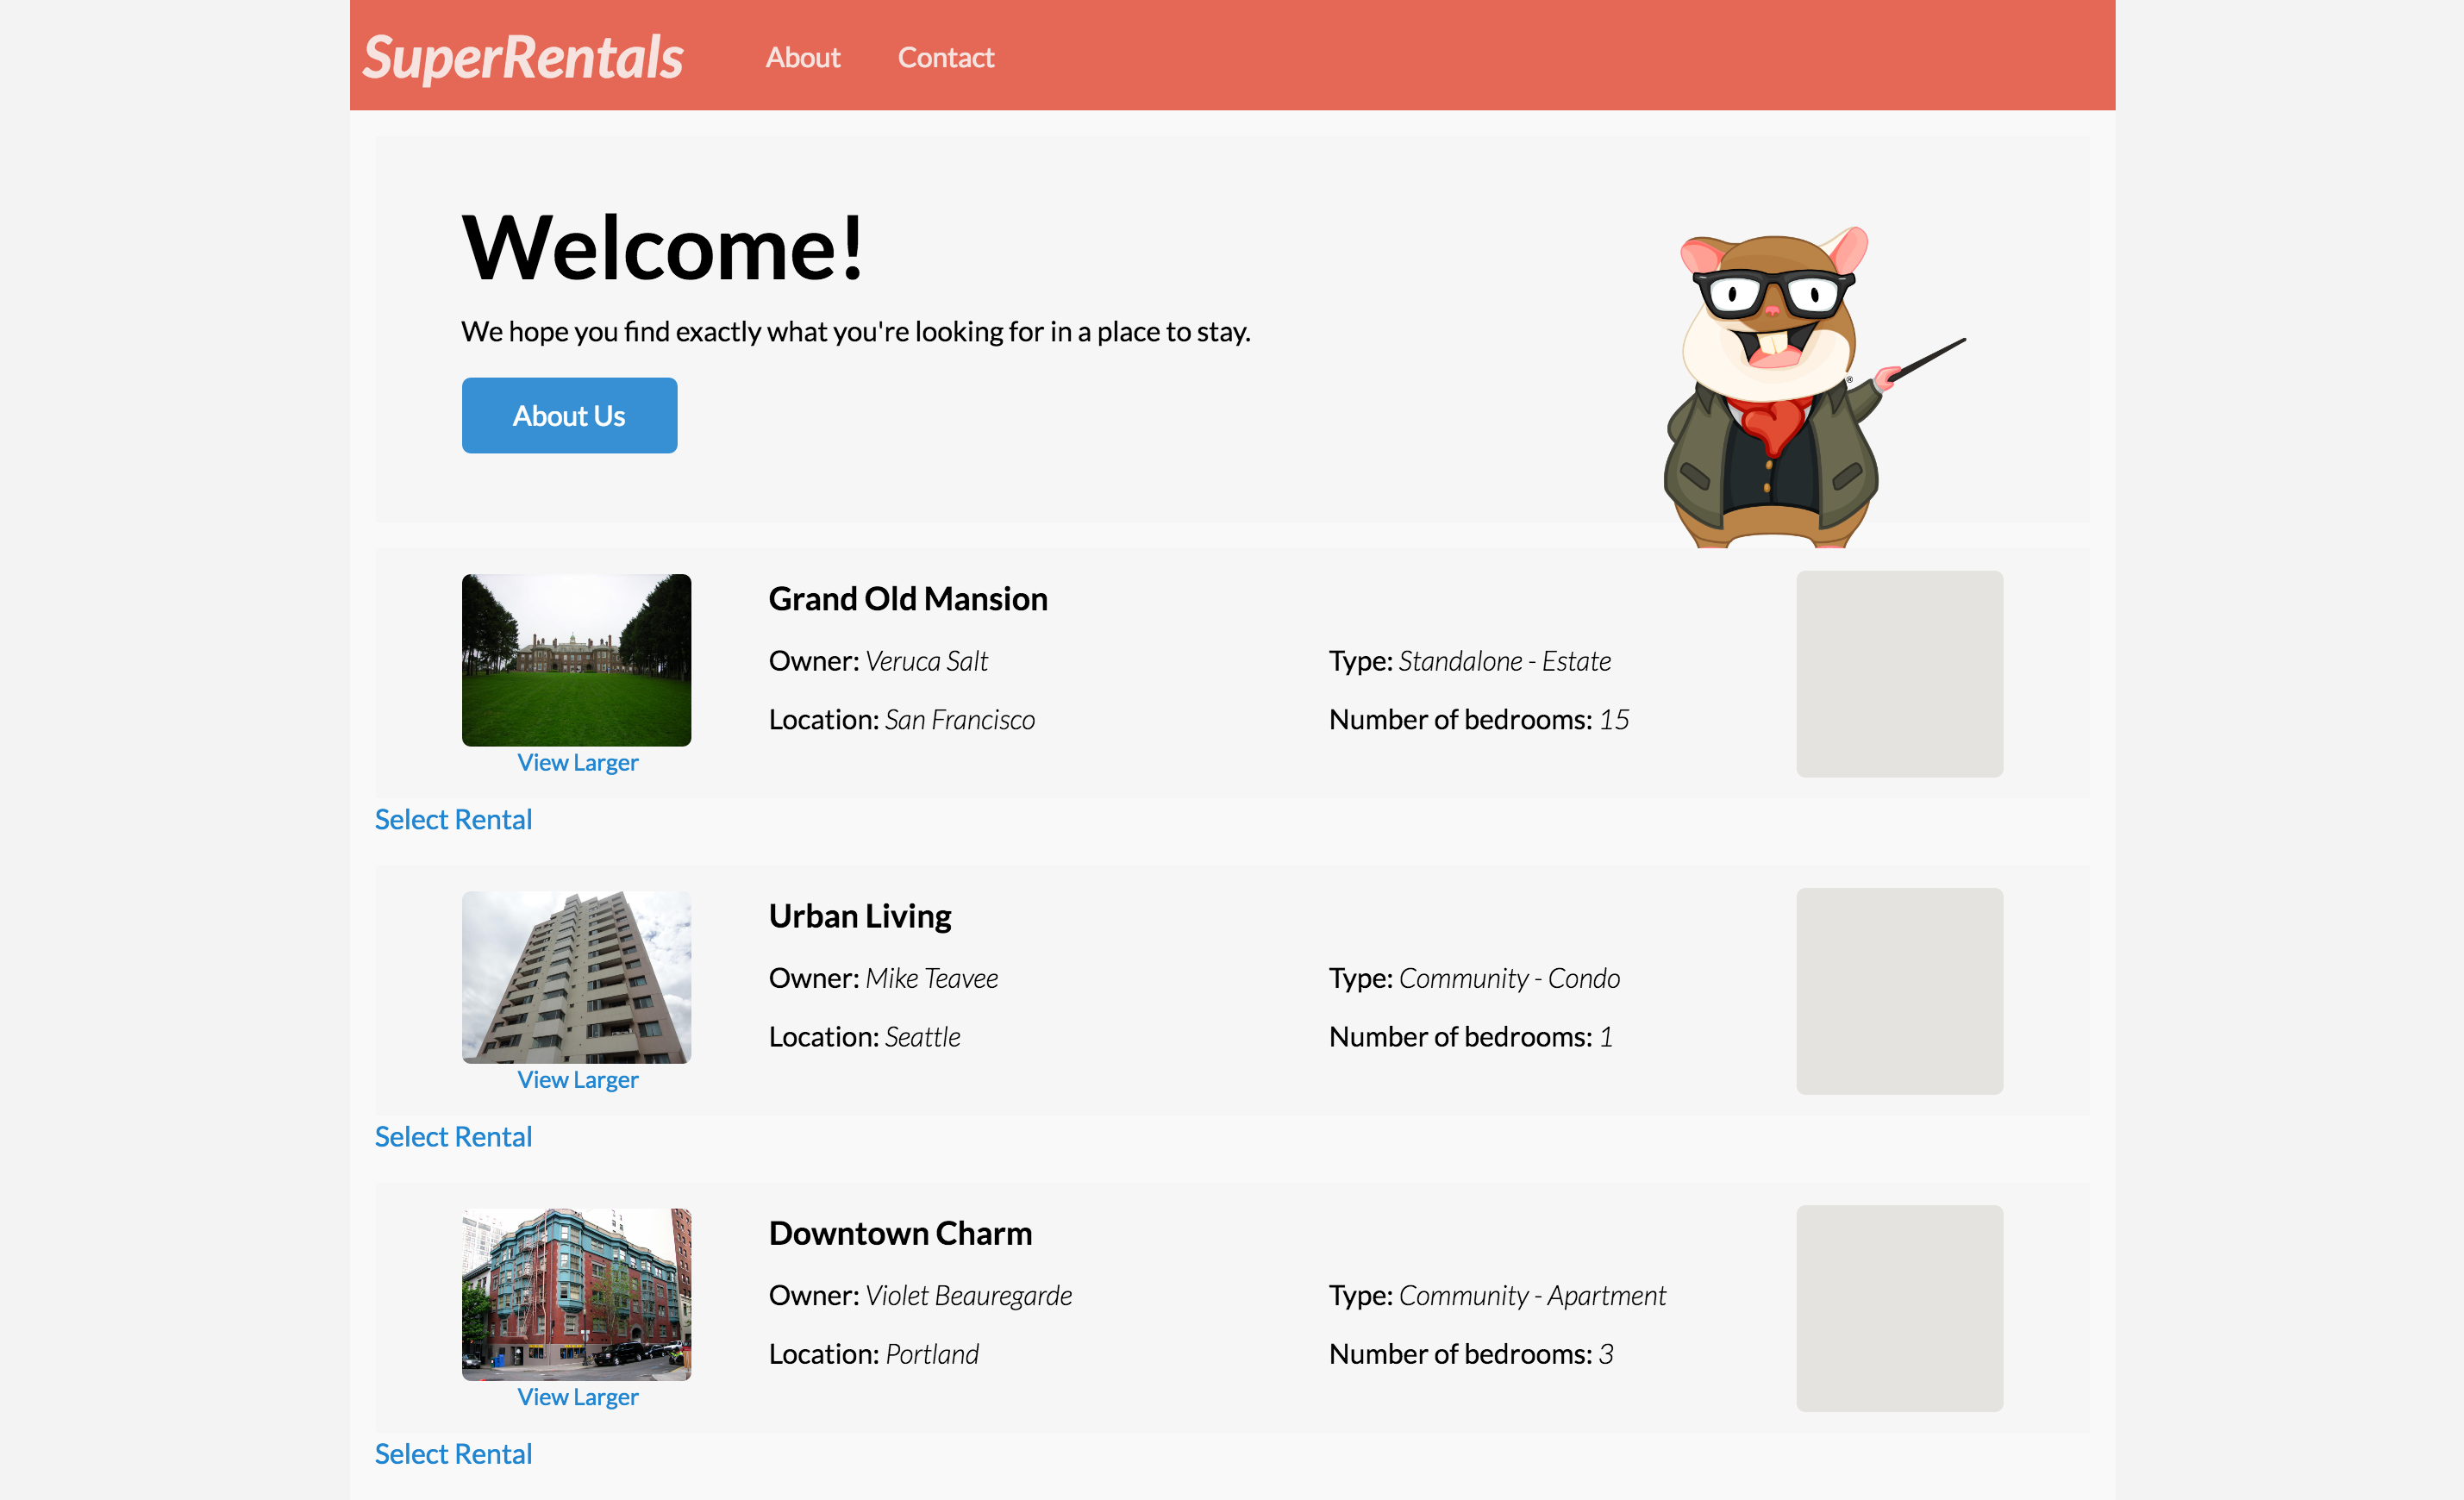 SuperRentals About Contact
Welcome!
We hope you find exactly what you're looking for in a place to stay.
About Us
®
Grand Old Mansion
Owner: Veruca Salt Type: Standalone - Estate
Location: San Francisco Number of bedrooms: 15
View Larger
Select Rental
Urban Living
Owner: Mike Teavee Type: Community - Condo
Location: Seattle Number of bedrooms: 1
View Larger
Select Rental
Downtown Charm
Owner: Violet Beauregarde Type: Community - Apartment
Location: Portland Number of bedrooms: 3
View Larger
Select Rental